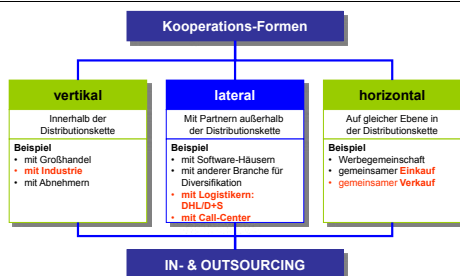 Kooperations-Formen
vertikal
Innerhalb der
Distributionskette
Beispiel
• mit Großhandel
• mit Industrie
• mit Abnehmern
lateral
Mit Partnern außerhalb
der Distributionskette
Beispiel
• mit Software-Häusern
• mit anderer Branche für
Diversifikation
• mit Logistikern:
DHL/D+S
• mit Call-Center
horizontal
Auf gleicher Ebene in
der Distributionskette
Beispiel
• Werbegemeinschaft
• gemeinsamer Einkauf
• gemeinsamer Verkauf
IN- & OUTSOURCING